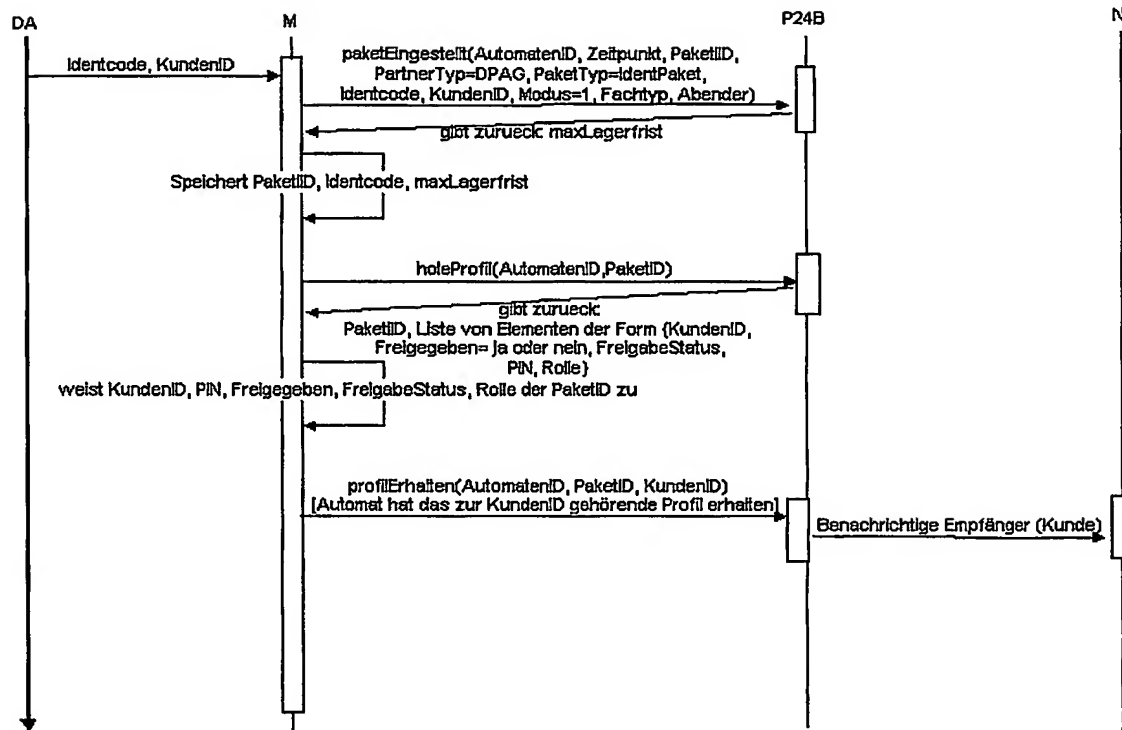 DA
M
P24B
N
Identcode, KundenID
paketEingestellt(AutomatenID, Zeitpunkt, PaketID,
PartnerTyp=DPAG, PaketTyp=IdentPaket,
Identcode, KundenID, Modus=1, Fachtyp, Abender)
gibt zurueck: maxLagerfrist
Speichert PaketID, Identcode, maxLagerfrist
holeProfil(AutomatenID,PaketID)
gibt zurueck:
PaketID, Liste von Elementen der Form {KundenID,
Freigegeben= ja oder nein, FreigabeStatus,
PIN, Rolle}
weist KundenID, PIN, Freigegeben, FreigabeStatus, Rolle der PaketID zu
profilErhalten(AutomatenID, PaketID, KundenID)
[Automat hat das zur KundenID gehörende Profil erhalten]
Benachrichtige Empfänger (Kunde)